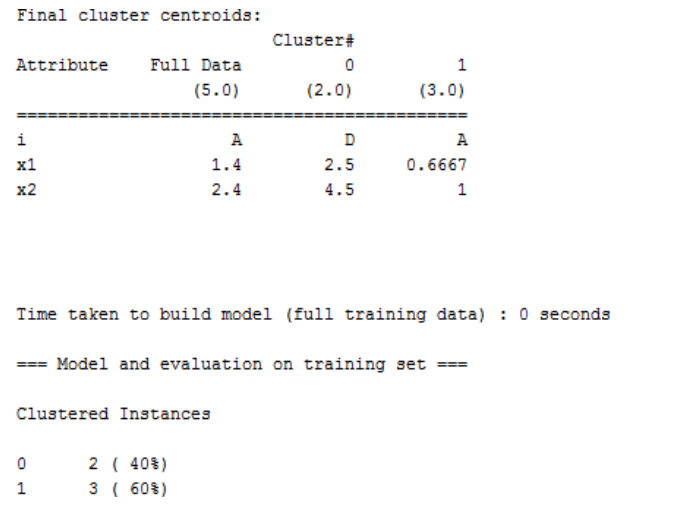 Final cluster centroids:
Cluster#
Attribute Full Data 0 1
(5.0) (2.0) (3.0)
==================================================
i A D A
x1 1.4 2.5 0.6667
x2 2.4 4.5 1
Time taken to build model (full training data) : 0 seconds
=== Model and evaluation on training set ===
Clustered Instances
0 2 ( 40%)
1 3 ( 60%)